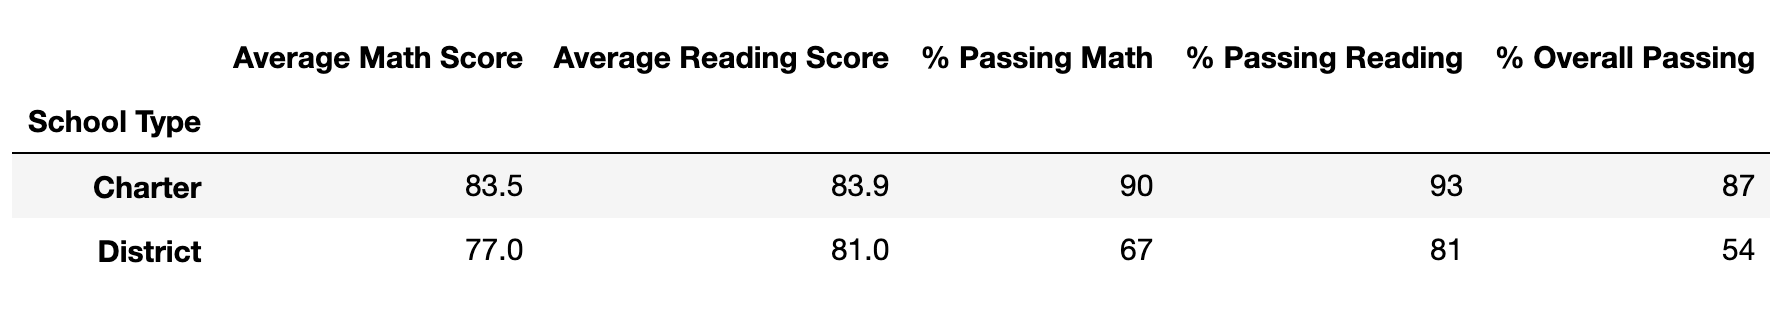 Average Math Score Average Reading Score % Passing Math % Passing Reading % Overall Passing
School Type
Charter 83.5 83.9 90 93 87
District 77.0 81.0 67 81 54